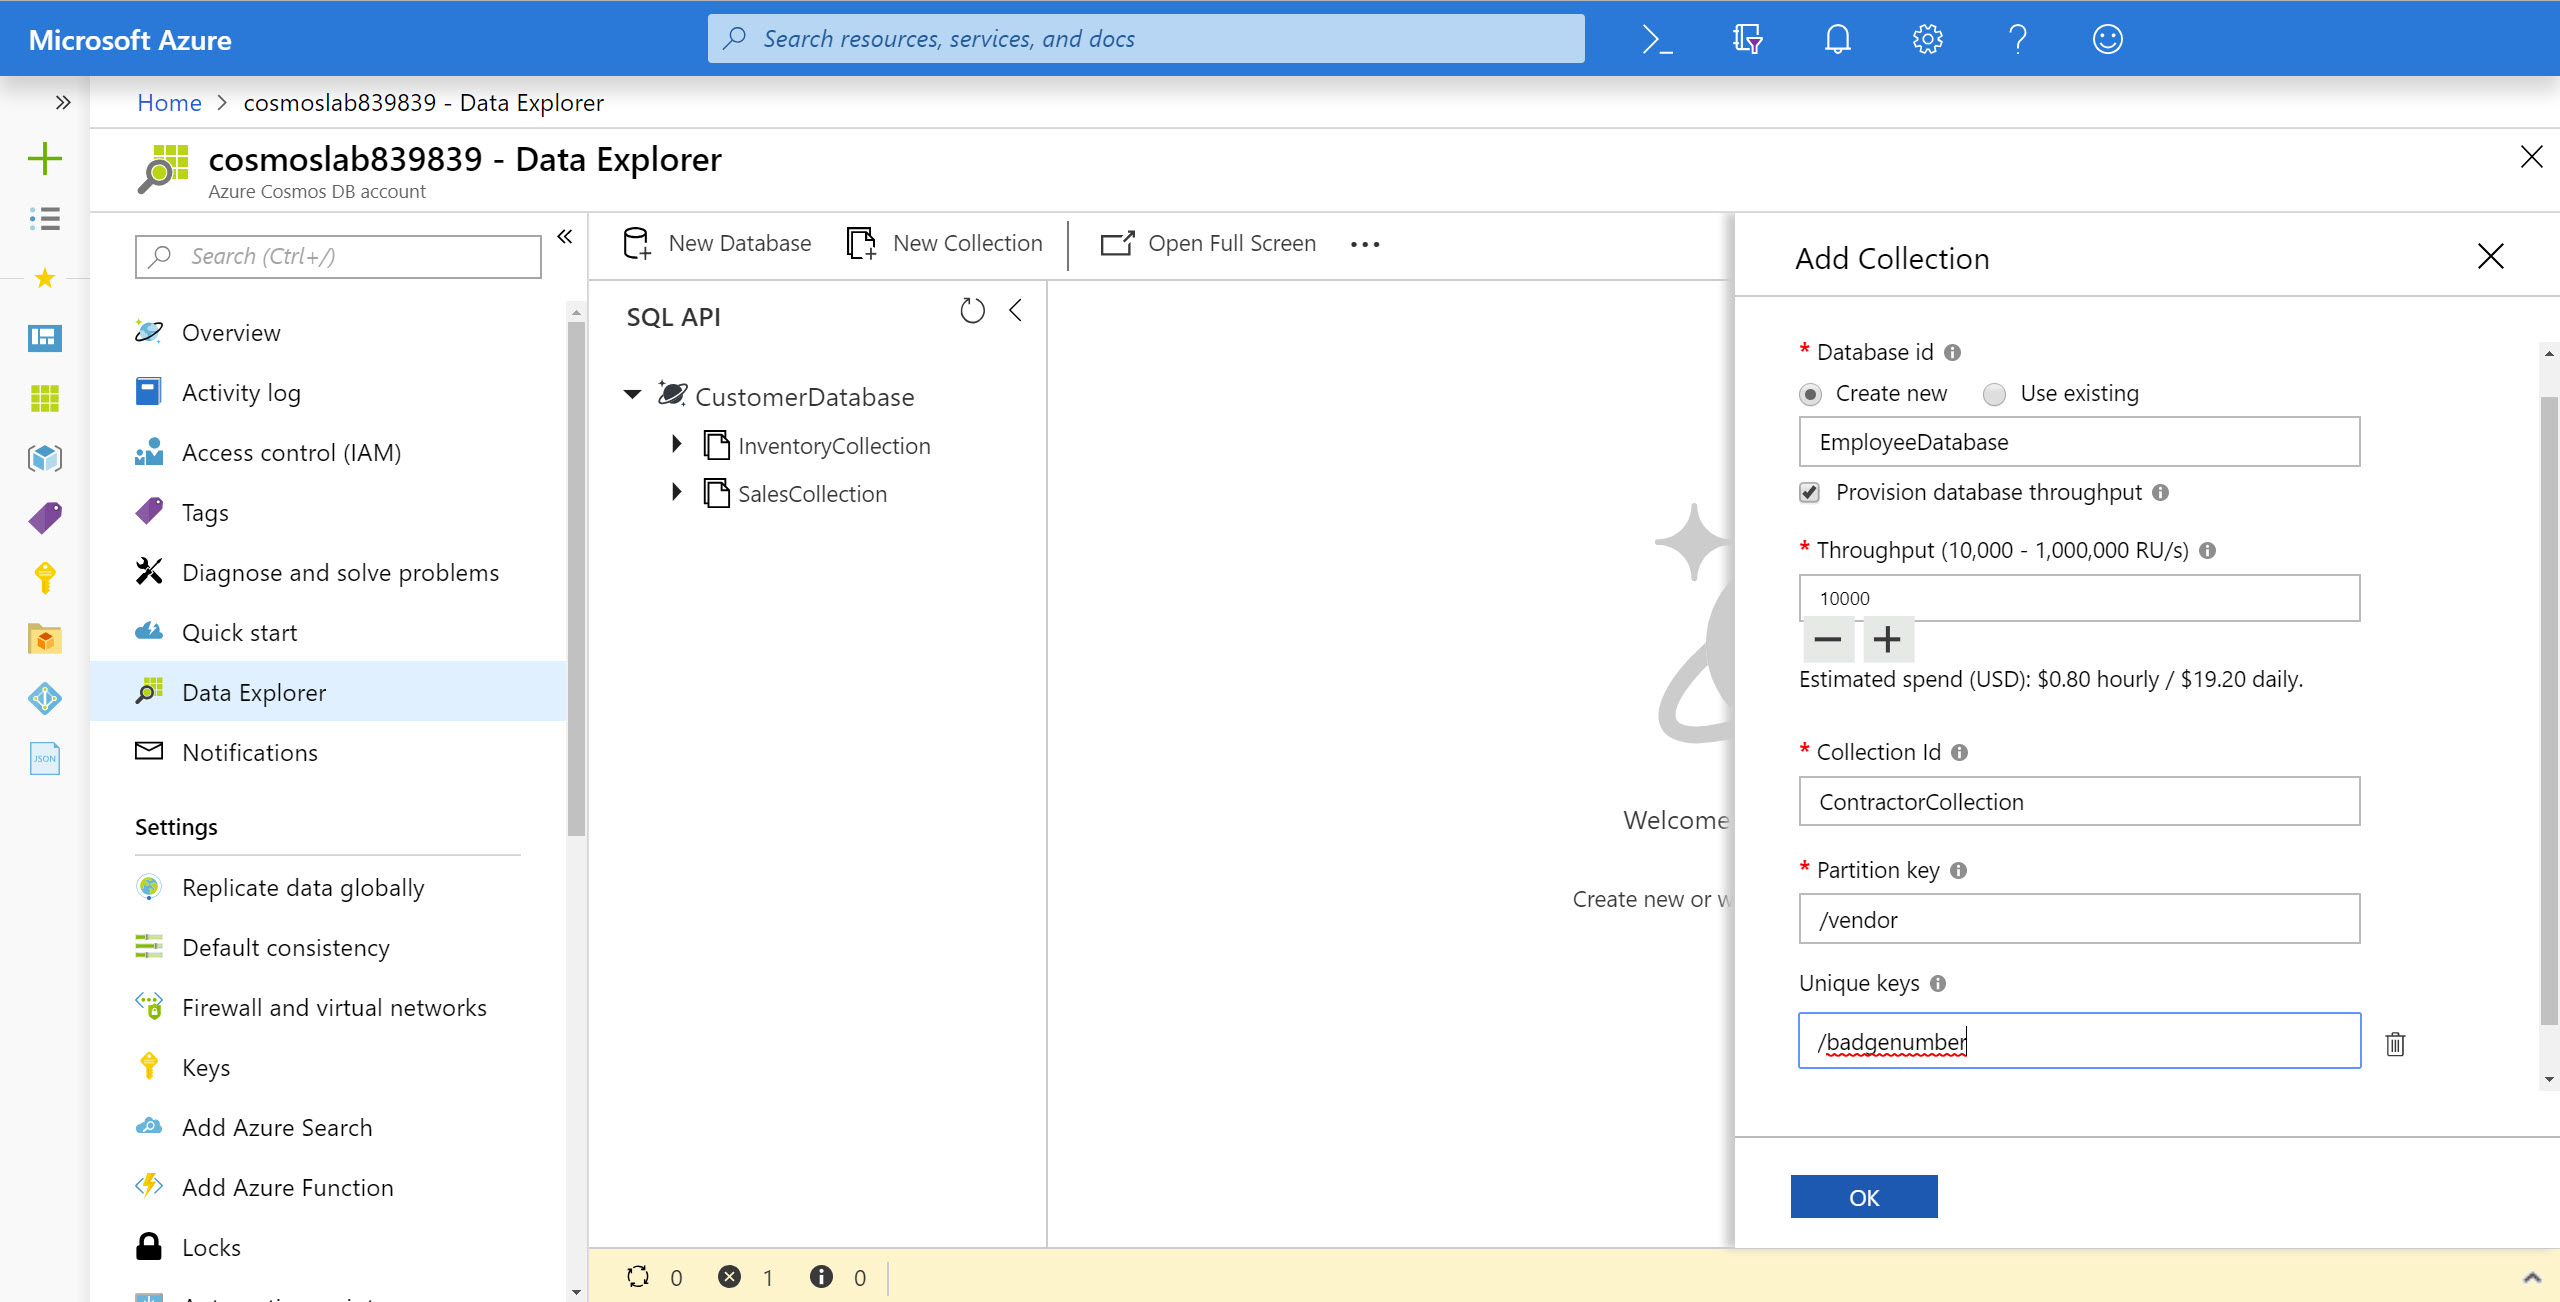 Microsoft Azure
Search resources, services, and docs
Home > cosmoslab839839 - Data Explorer
cosmoslab839839 - Data Explorer
Azure Cosmos DB account
Search (Ctrl+/)
Overview
Activity log
Access control (IAM)
Tags
Diagnose and solve problems
Quick start
Data Explorer
Notifications
Settings
Replicate data globally
Default consistency
Firewall and virtual networks
Keys
Add Azure Search
Add Azure Function
Locks
JSON
New Database
New Collection
Open Full Screen
SQL API
CustomerDatabase
InventoryCollection
SalesCollection
Welcome
Create new or w
0 1 0
Add Collection
* Database id
Create new Use existing
EmployeeDatabase
Provision database throughput
* Throughput (10,000 - 1,000,000 RU/s)
10000
Estimated spend (USD): $0.80 hourly / $19.20 daily.
* Collection Id
ContractorCollection
* Partition key
/vendor
Unique keys
/badgenumber
OK